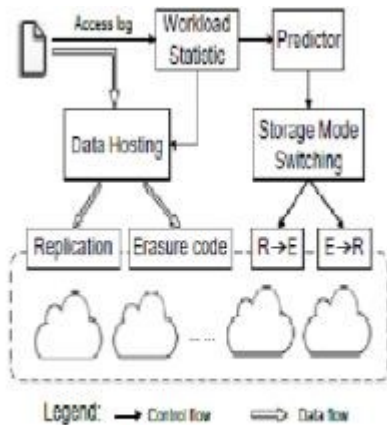 Access log
Workload
Statistic
Predictor
Data Hosting
Storage Mode
Switching
Replication
Erasure code
R→E
E→R
... ...
Legend: Control flow Data flow